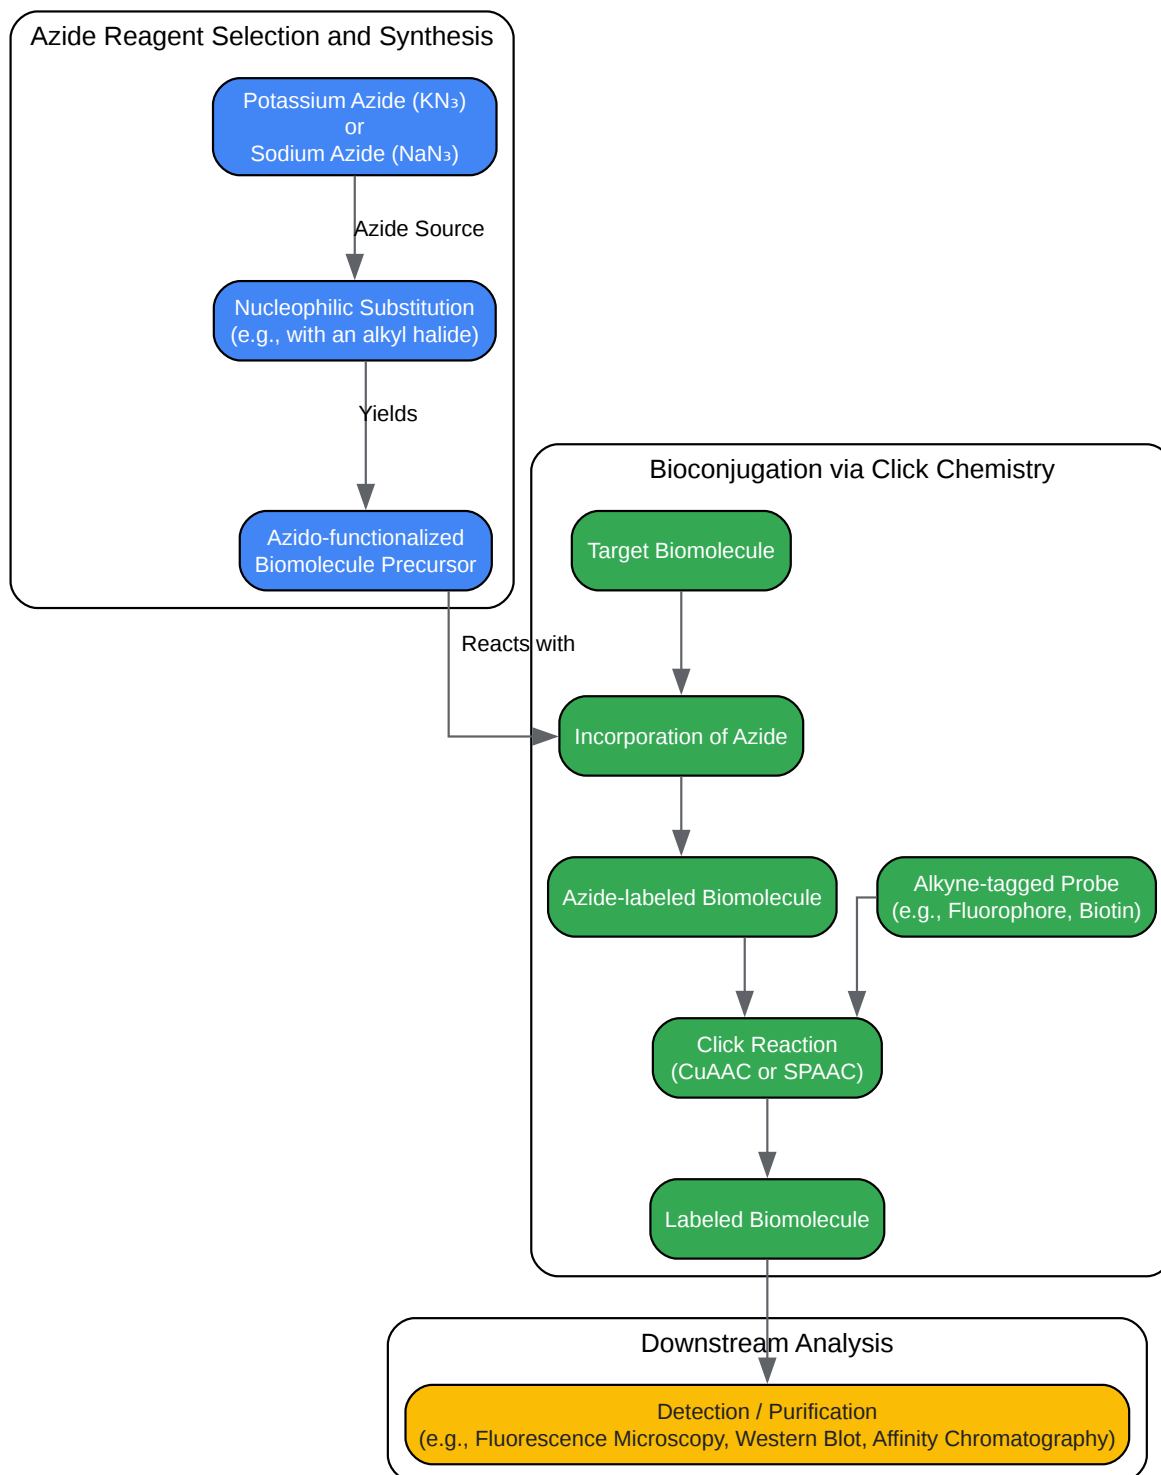 Azide Reagent Selection and Synthesis
Potassium Azide (KN₃)
or
Sodium Azide (NaN₃)
Azide Source
Nucleophilic Substitution
(e.g., with an alkyl halide)
Yields
Azido-functionalized
Biomolecule Precursor
Reacts with
Bioconjugation via Click Chemistry
Target Biomolecule
Incorporation of Azide
Azide-labeled Biomolecule
Alkyne-tagged Probe
(e.g., Fluorophore, Biotin)
Click Reaction
(CuAAC or SPAAC)
Labeled Biomolecule
Downstream Analysis
Detection / Purification
(e.g., Fluorescence Microscopy, Western Blot, Affinity Chromatography)